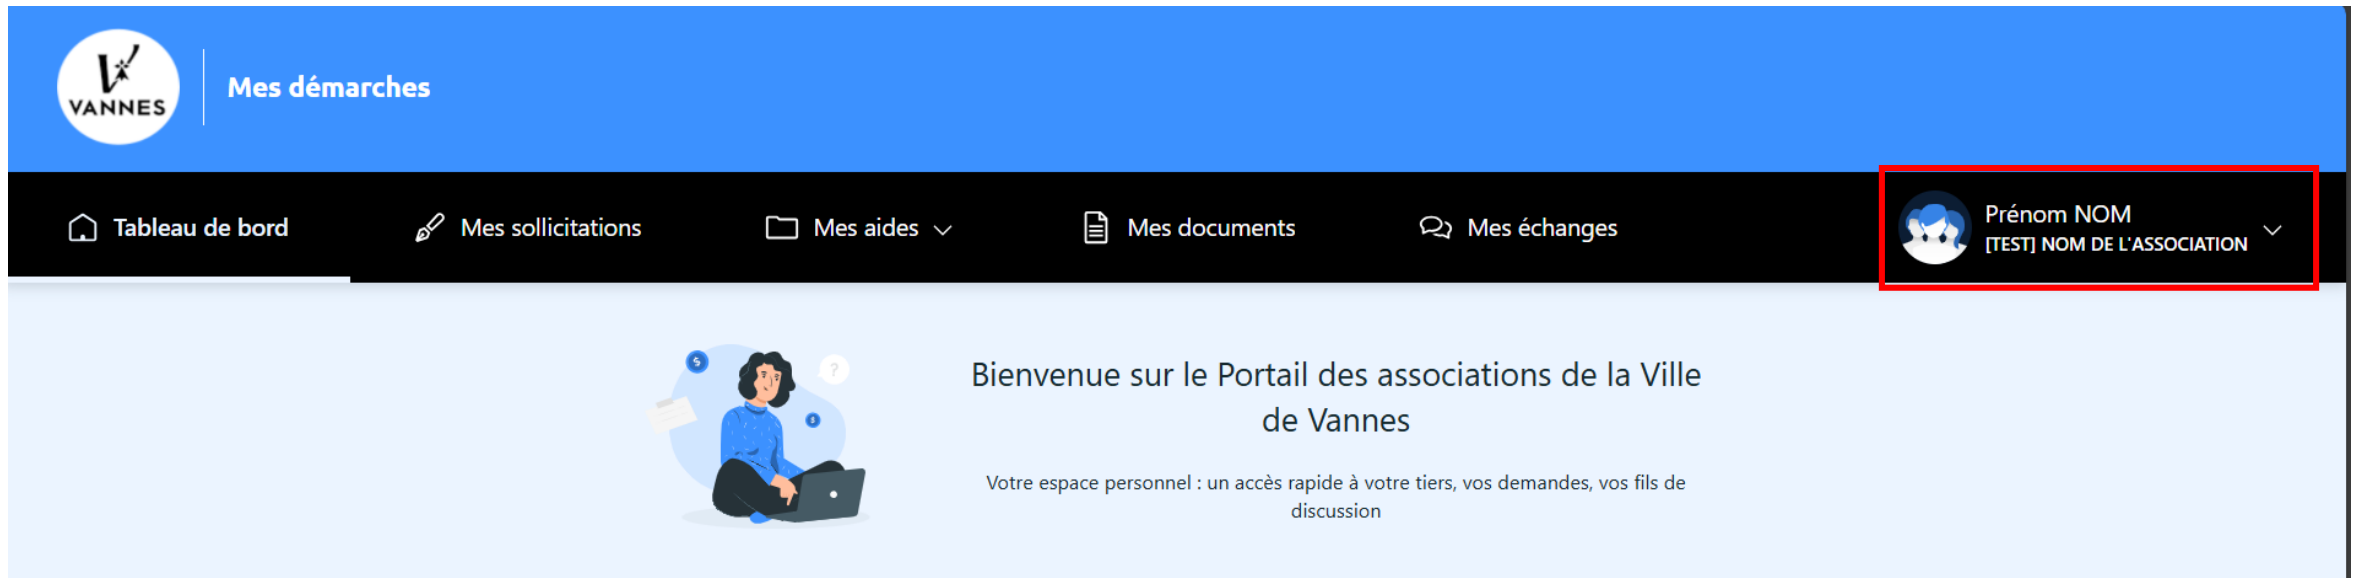 VANNES
Mes démarches
Tableau de bord
Mes sollicitations
Mes aides
Mes documents
Mes échanges
Prénom NOM
[TEST] NOM DE L'ASSOCIATION
?
Bienvenue sur le Portail des associations de la Ville
de Vannes
Votre espace personnel : un accès rapide à votre tiers, vos demandes, vos fils de
discussion